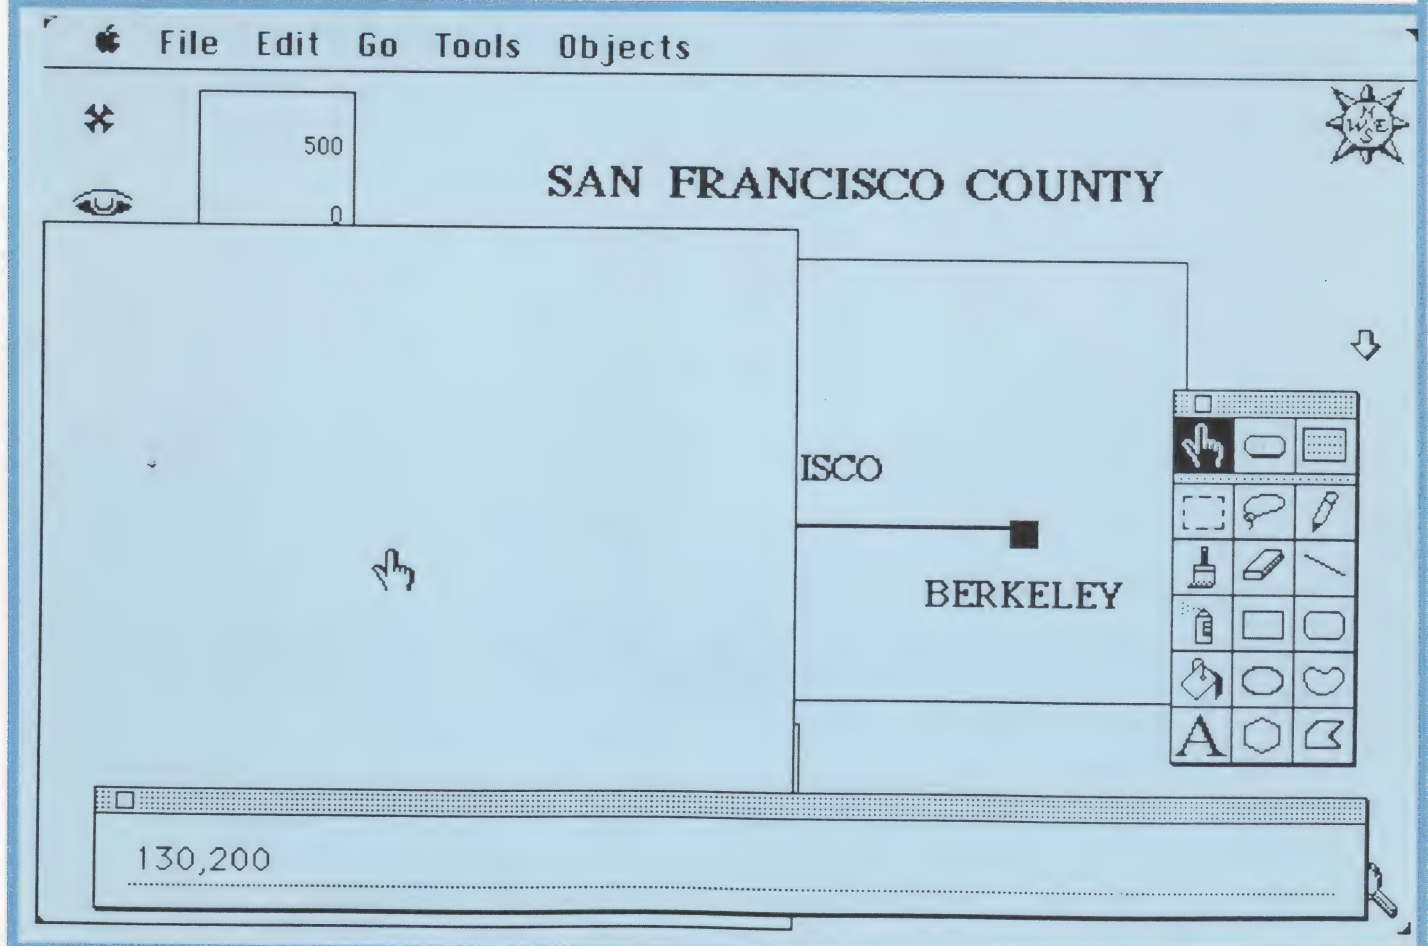 File Edit Go Tools Objects
500
0
SAN FRANCISCO COUNTY
N
W E
S
ISCO
BERKELEY
A
130,200